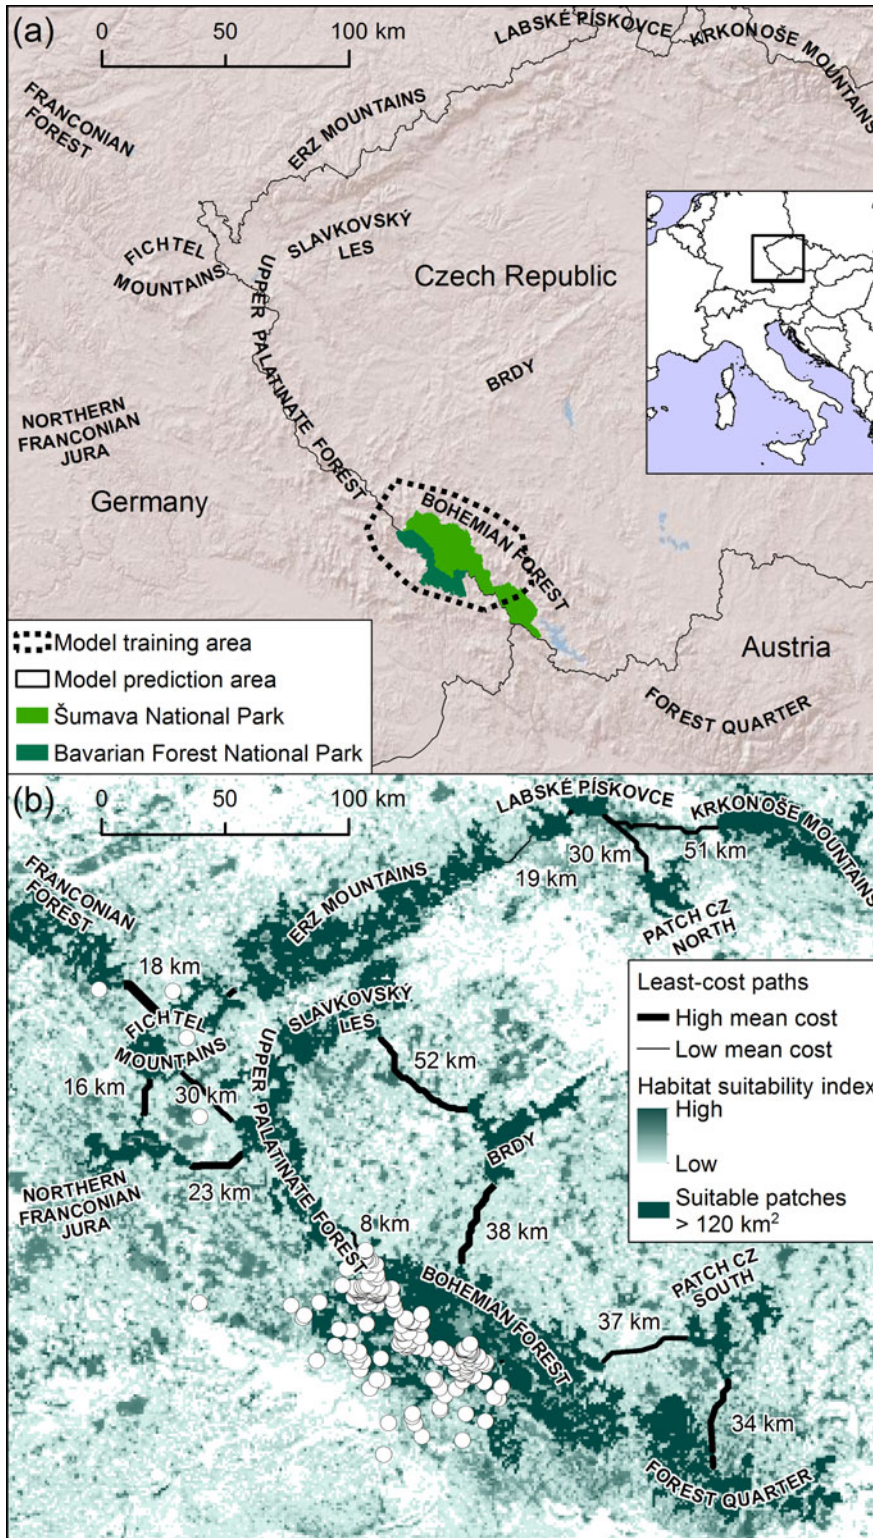 (a)
0 50 100 km
LABSKÉ PÍSKOVCE
KRKONOŠE MOUNTAINS
FRANCONIAN
FOREST
ERZ MOUNTAINS
SLAVKOVSKÝ
LES
FICHTEL
MOUNTAINS
UPPER PALATINATE FOREST
Czech Republic
BRDY
NORTHERN
FRANCONIAN
JURA
Germany
BOHEMIAN FOREST
Austria
FOREST QUARTER
Model training area
Model prediction area
Šumava National Park
Bavarian Forest National Park
(b)
0 50 100 km
LABSKÉ PÍSKOVCE
KRKONOŠE MOUNTAINS
30 km
51 km
19 km
FRANCONIAN
FOREST
ERZ MOUNTAINS
PATCH CZ
NORTH
18 km
FICHTEL
MOUNTAINS
SLAVKOVSKÝ
LES
UPPER PALATINATE FOREST
52 km
16 km
30 km
BRDY
NORTHERN
FRANCONIAN
JURA
23 km
8 km
38 km
Least-cost paths
High mean cost
Low mean cost
Habitat suitability index
High
Low
Suitable patches
> 120 km²
BOHEMIAN FOREST
PATCH CZ
SOUTH
37 km
34 km
FOREST QUARTER